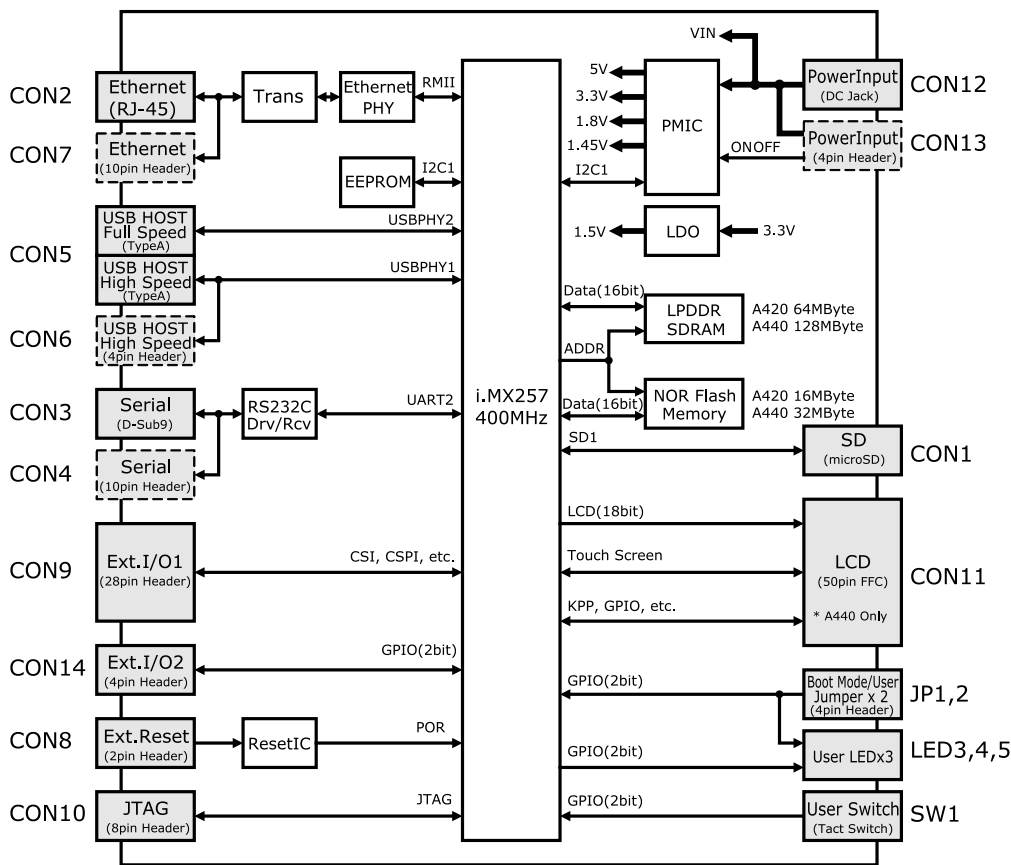 CON2
Ethernet
(RJ-45)
Trans
Ethernet
PHY
RMII
CON7
Ethernet
(10pin Header)
EEPROM
I2C1
CON5
USB HOST
Full Speed
(TypeA)
USBPHY2
USB HOST
High Speed
(TypeA)
USBPHY1
CON6
USB HOST
High Speed
(4pin Header)
CON3
Serial
(D-Sub9)
RS232C
Drv/Rcv
UART2
CON4
Serial
(10pin Header)
CON9
Ext.I/O1
(28pin Header)
CSI, CSPI, etc.
CON14
Ext.I/O2
(4pin Header)
GPIO(2bit)
CON8
Ext.Reset
(2pin Header)
ResetIC
POR
CON10
JTAG
(8pin Header)
JTAG
i.MX257
400MHz
VIN
5V
3.3V
1.8V
1.45V
I2C1
PMIC
ONOFF
PowerInput
(DC Jack)
CON12
PowerInput
(4pin Header)
CON13
1.5V
LDO
3.3V
Data(16bit)
LPDDR
SDRAM
A420 64MByte
A440 128MByte
ADDR
NOR Flash
Memory
A420 16MByte
A440 32MByte
Data(16bit)
SD1
SD
(microSD)
CON1
LCD(18bit)
Touch Screen
KPP, GPIO, etc.
LCD
(50pin FFC)
* A440 Only
CON11
GPIO(2bit)
Boot Mode/User
Jumper x 2
(4pin Header)
JP1,2
GPIO(2bit)
User LEDx3
LED3,4,5
GPIO(2bit)
User Switch
(Tact Switch)
SW1